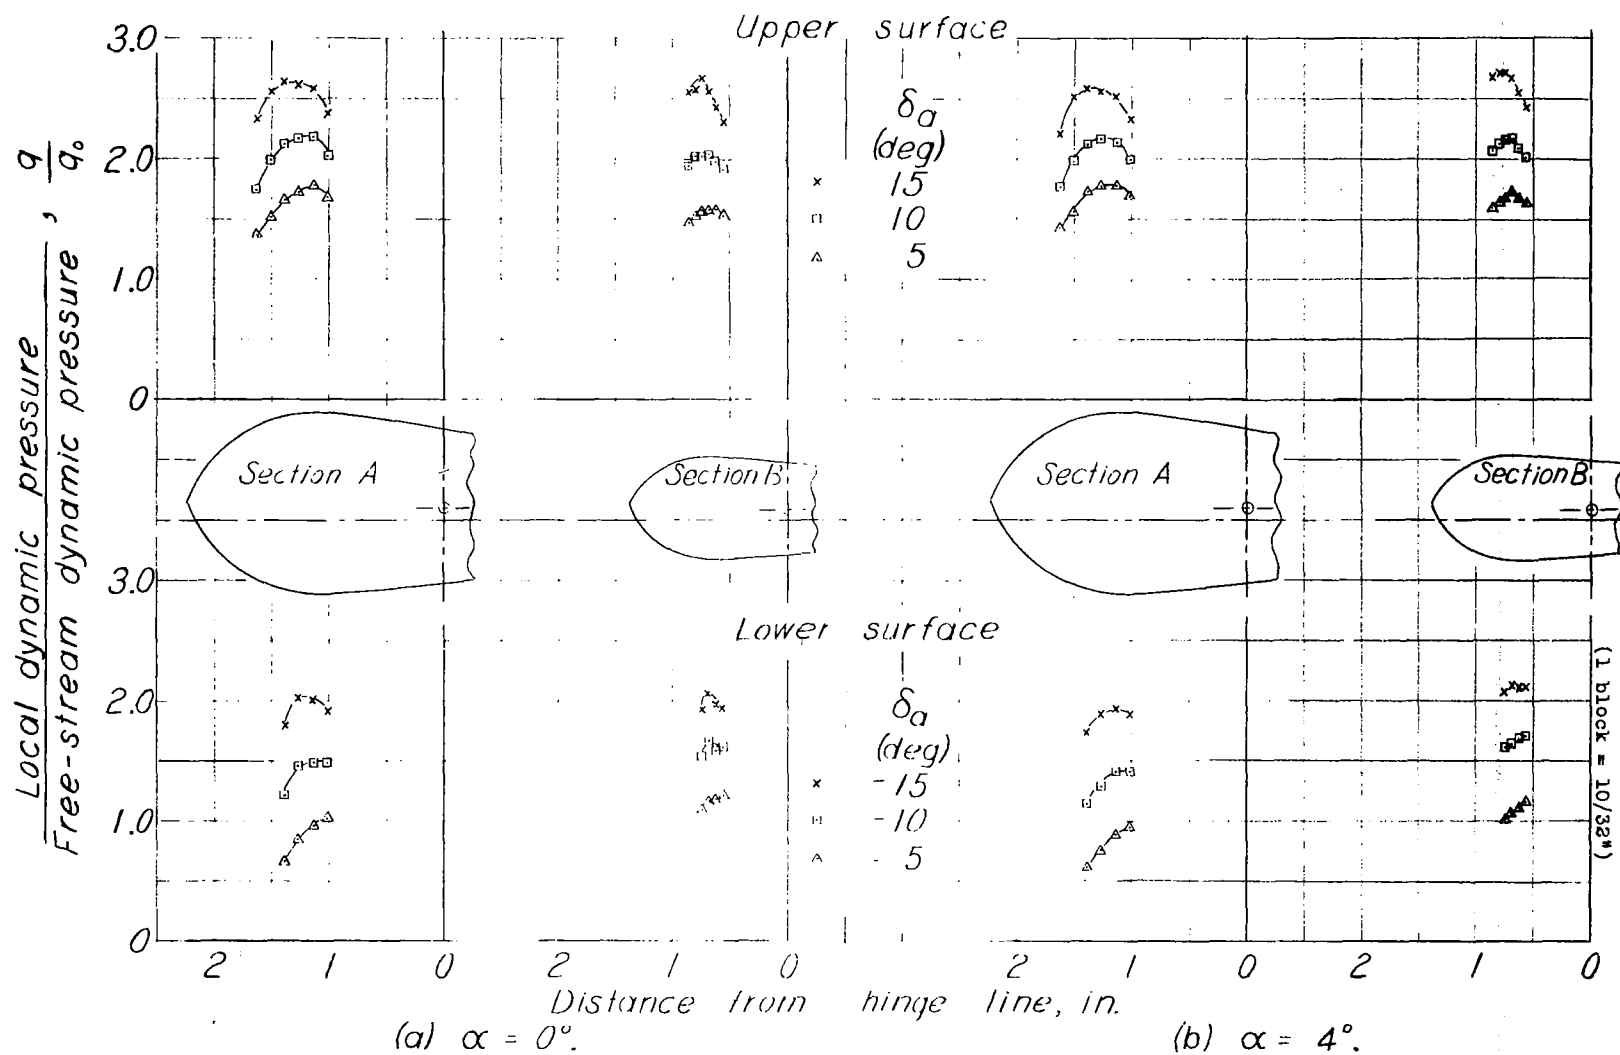 Upper surface
3.0
2.0
1.0
0
δa
(deg)
× 15
□ 10
△ 5
Local dynamic pressure
Free-stream dynamic pressure , q/q₀
Section A
Section B
Section A
Section B
3.0
2.0
1.0
0
Lower surface
δa
(deg)
× -15
□ -10
△ -5
(1 block = 10/32")
2 1 0 1 0 2 1 0 2 1 0
Distance from hinge line, in.
(a) α = 0°.
(b) α = 4°.